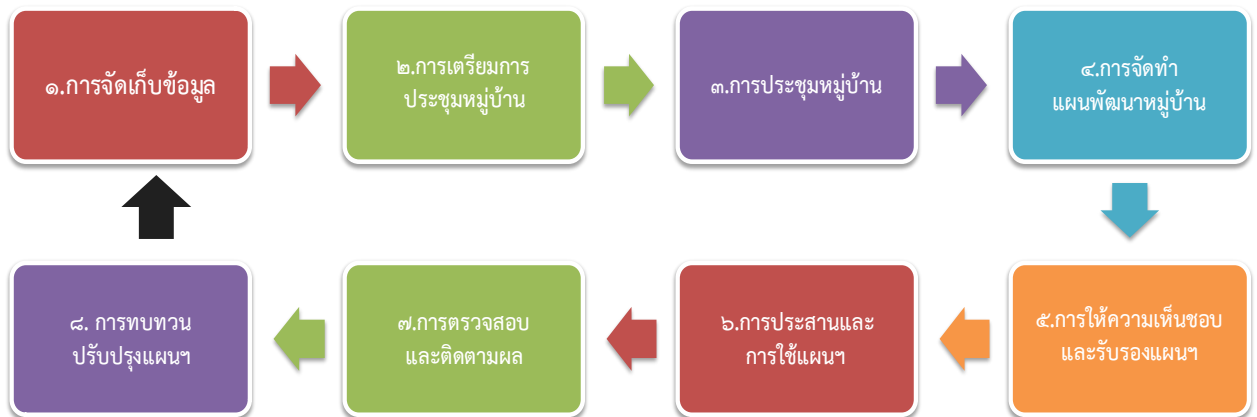 ๑.การจัดเก็บข้อมูล
๒.การเตรียมการ
ประชุมหมู่บ้าน
๓.การประชุมหมู่บ้าน
๔.การจัดทำ
แผนพัฒนาหมู่บ้าน
๕.การให้ความเห็นชอบ
และรับรองแผนฯ
๖.การประสานและ
การใช้แผนฯ
๗.การตรวจสอบ
และติดตามผล
๘. การทบทวน
ปรับปรุงแผนฯ